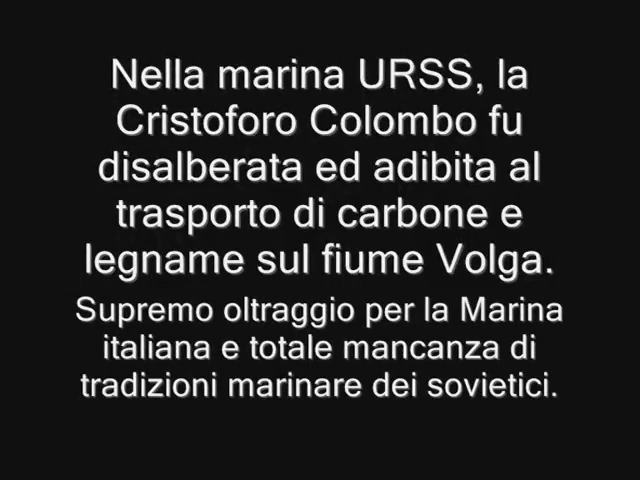 Nella marina URSS, la
Cristoforo Colombo fu
disalberata ed adibita al
trasporto di carbone e
legname sul fiume Volga.
Supremo oltraggio per la Marina
italiana e totale mancanza di
tradizioni marinare dei sovietici.